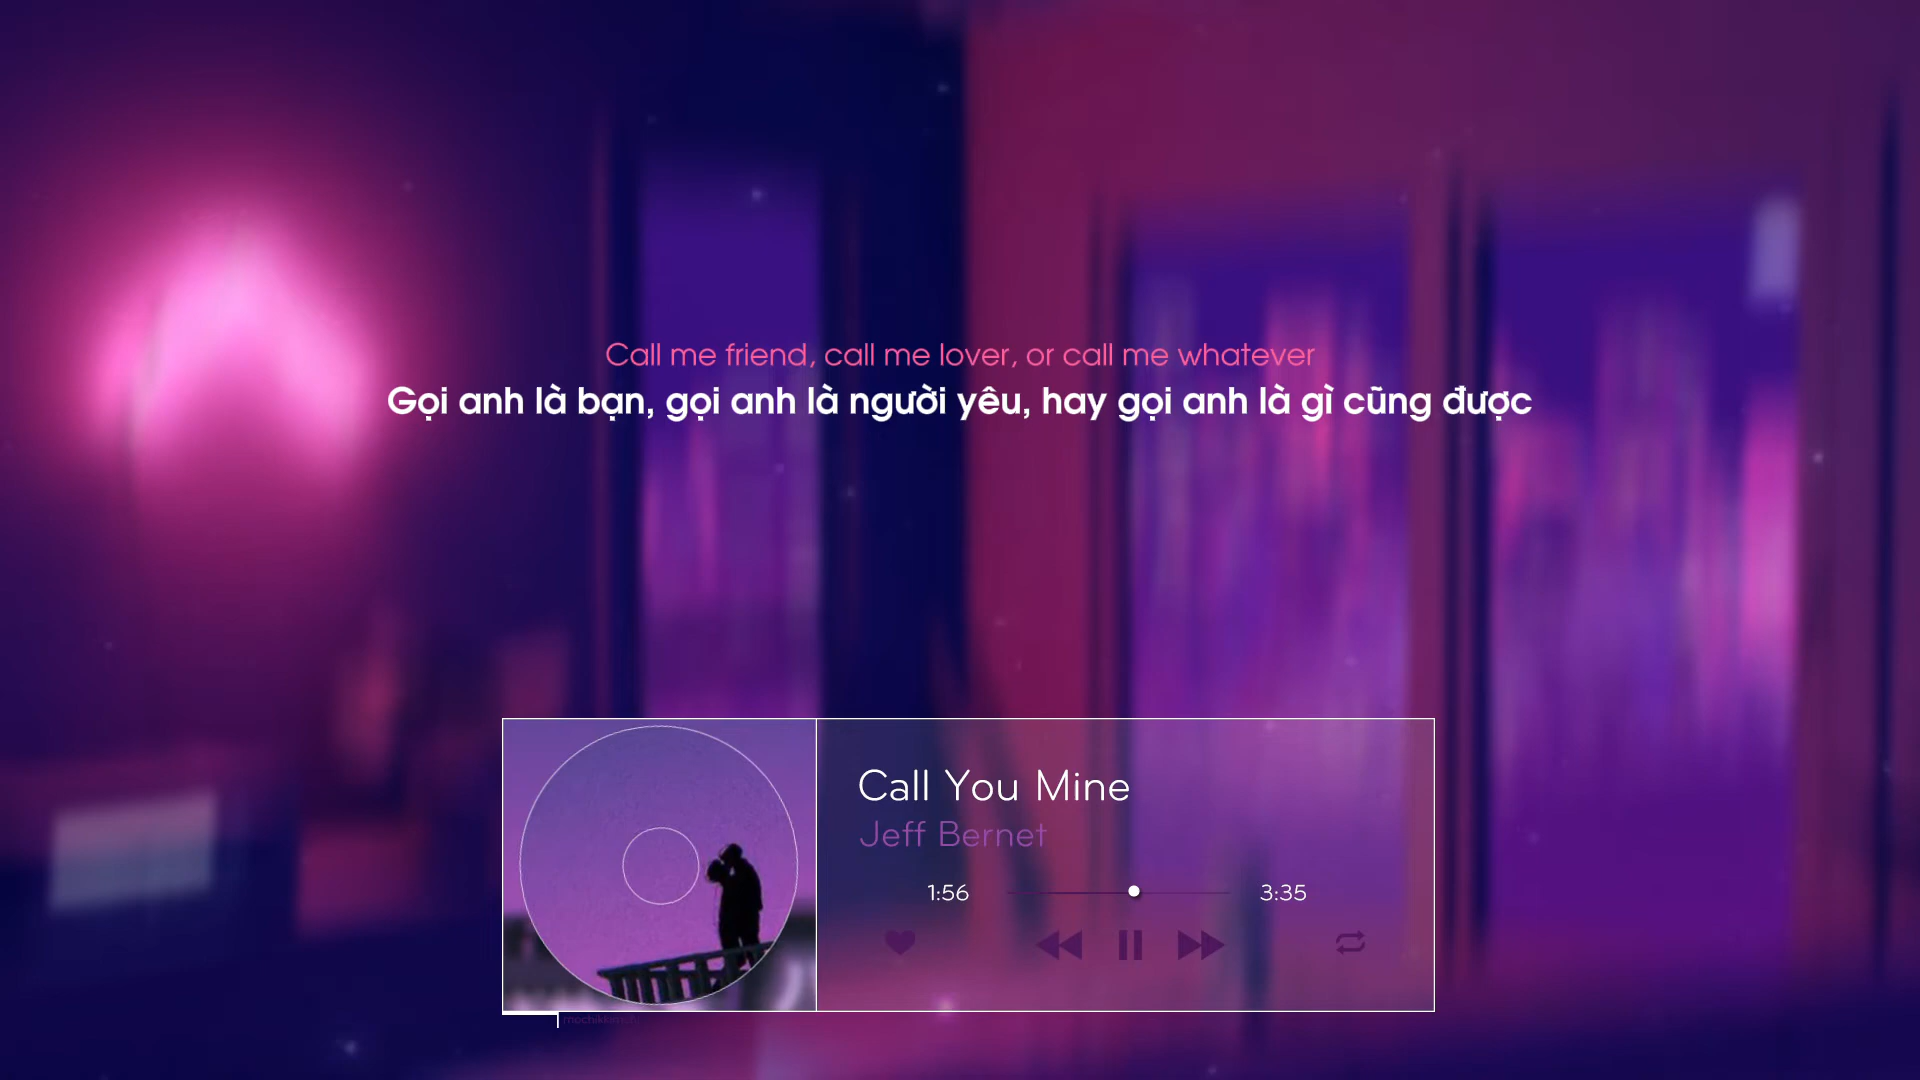 Call me friend, call me lover, or call me whatever
Gọi anh là bạn, gọi anh là người yêu, hay gọi anh là gì cũng được
Call You Mine
Jeff Bernet
1:56
3:35